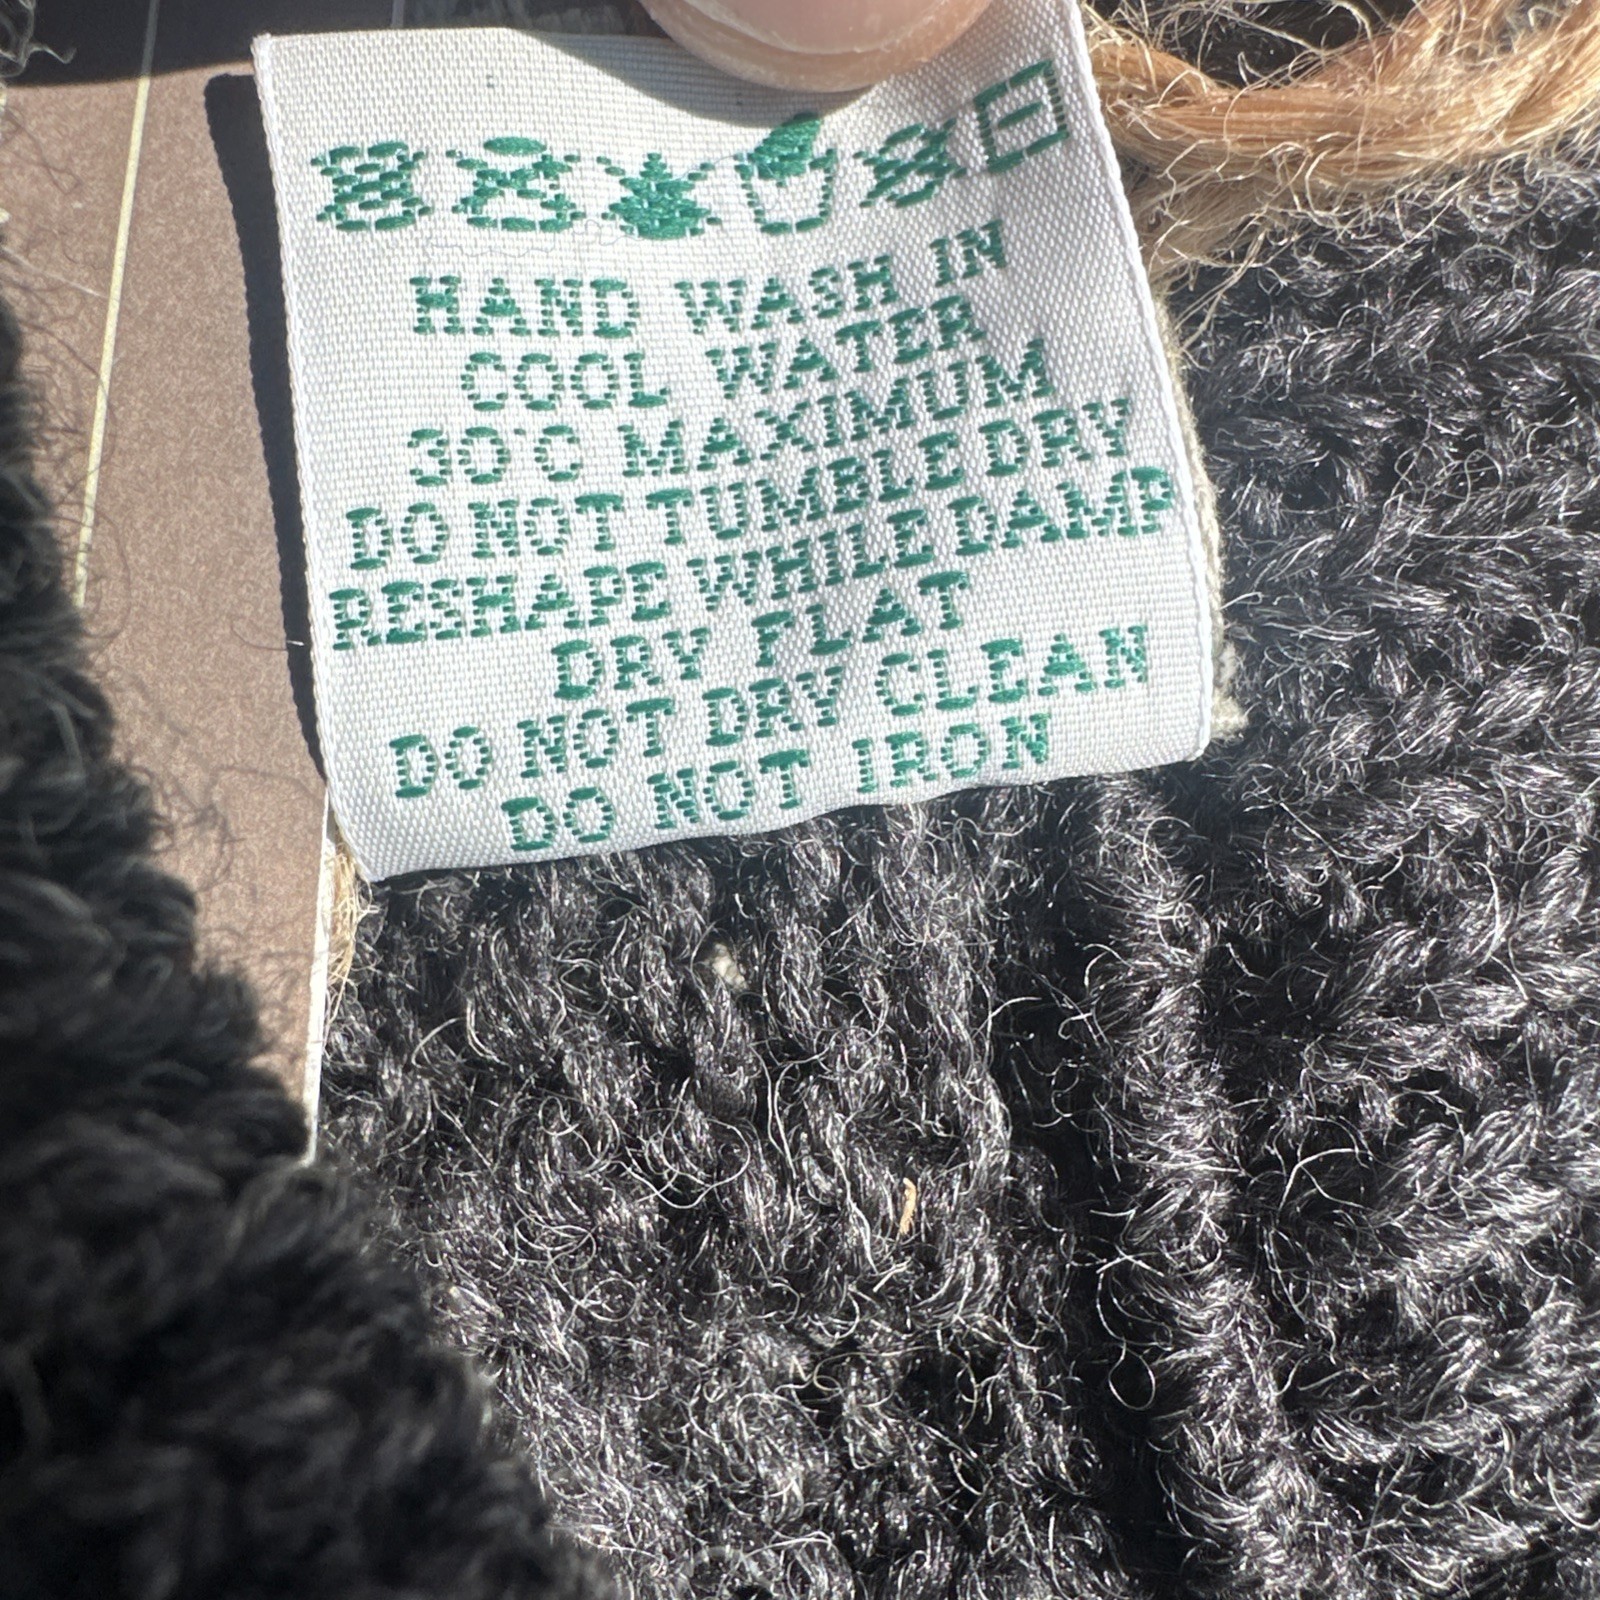 HAND WASH IN
COOL WATER
30°C MAXIMUM
DO NOT TUMBLE DRY
RESHAPE WHILE DAMP
DRY FLAT
DO NOT DRY CLEAN
DO NOT IRON